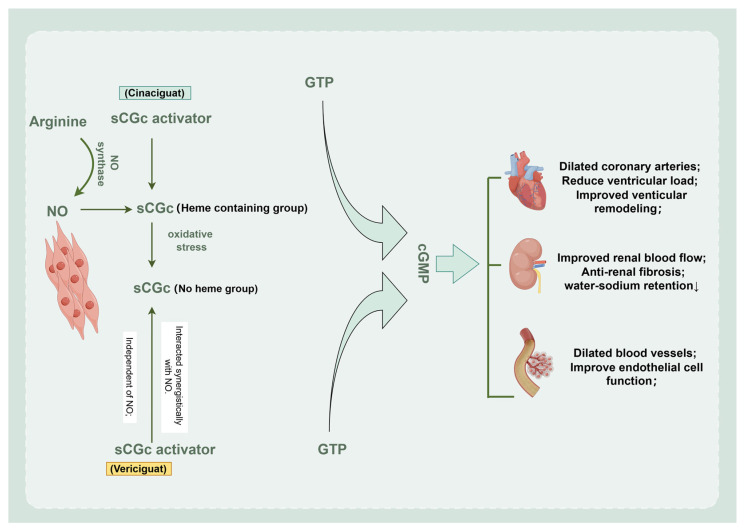 (Cinaciguat)
sCGc activator
Arginine
NO
synthase
NO
sCGc (Heme containing group)
oxidative
stress
sCGc (No heme group)
Independent of NO;
Interacted synergistically
with NO.
sCGc activator
(Vericiguat)
GTP
GTP
cGMP
Dilated coronary arteries;
Reduce ventricular load;
Improved venticular
remodeling;
Improved renal blood flow;
Anti-renal fibrosis;
water-sodium retention↓
Dilated blood vessels;
Improve endothelial cell
function;